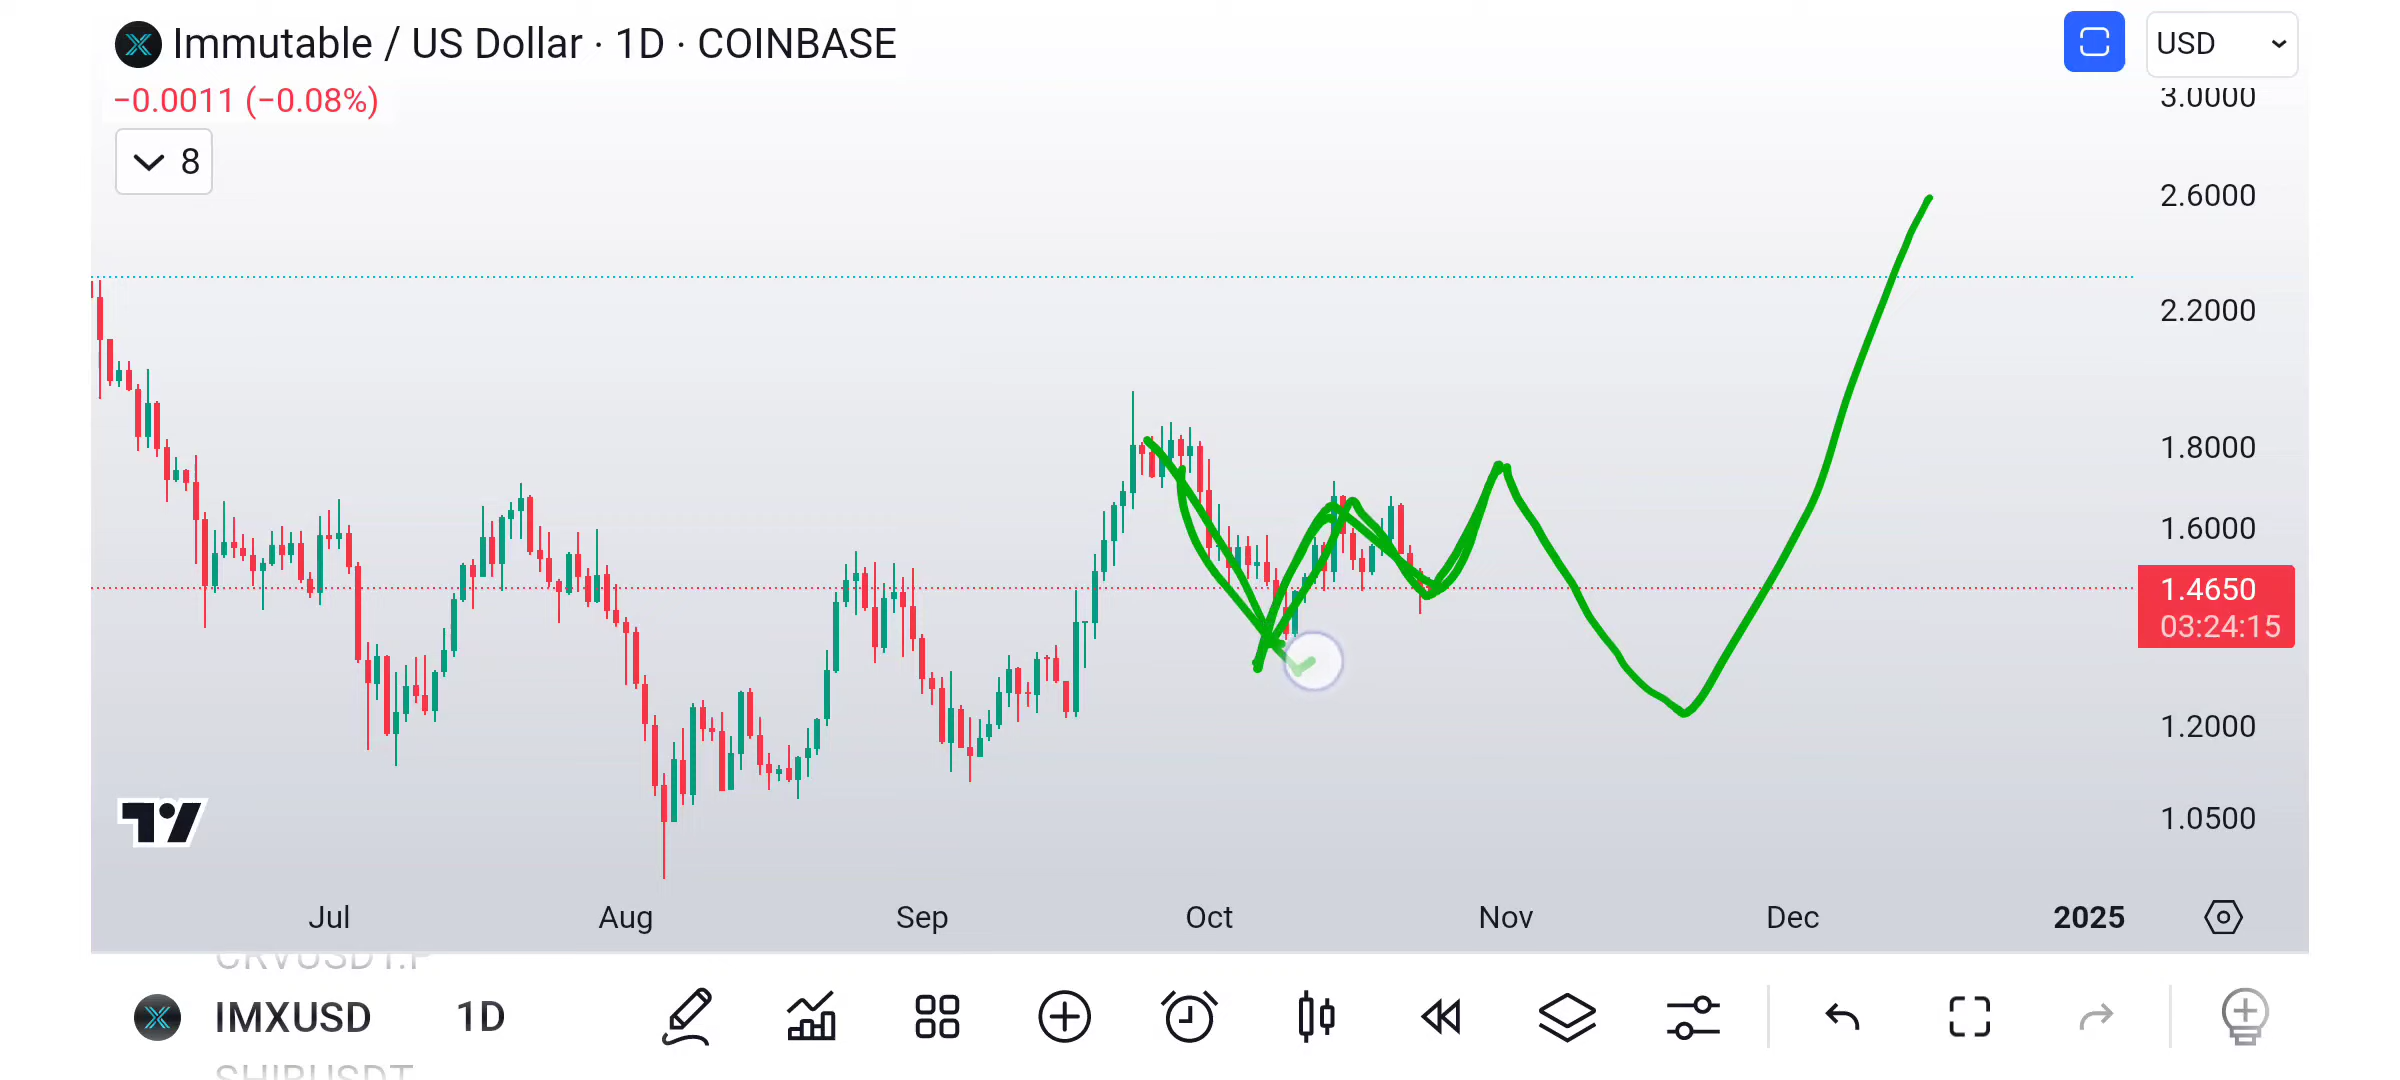 Immutable / US Dollar · 1D · COINBASE
USD
−0.0011 (−0.08%)
8
3.0000
2.6000
2.2000
1.8000
1.6000
1.4650
03:24:15
1.2000
1.0500
Jul Aug Sep Oct Nov Dec 2025
CRVUSDT.P
IMXUSD 1D
SHIBUSDT